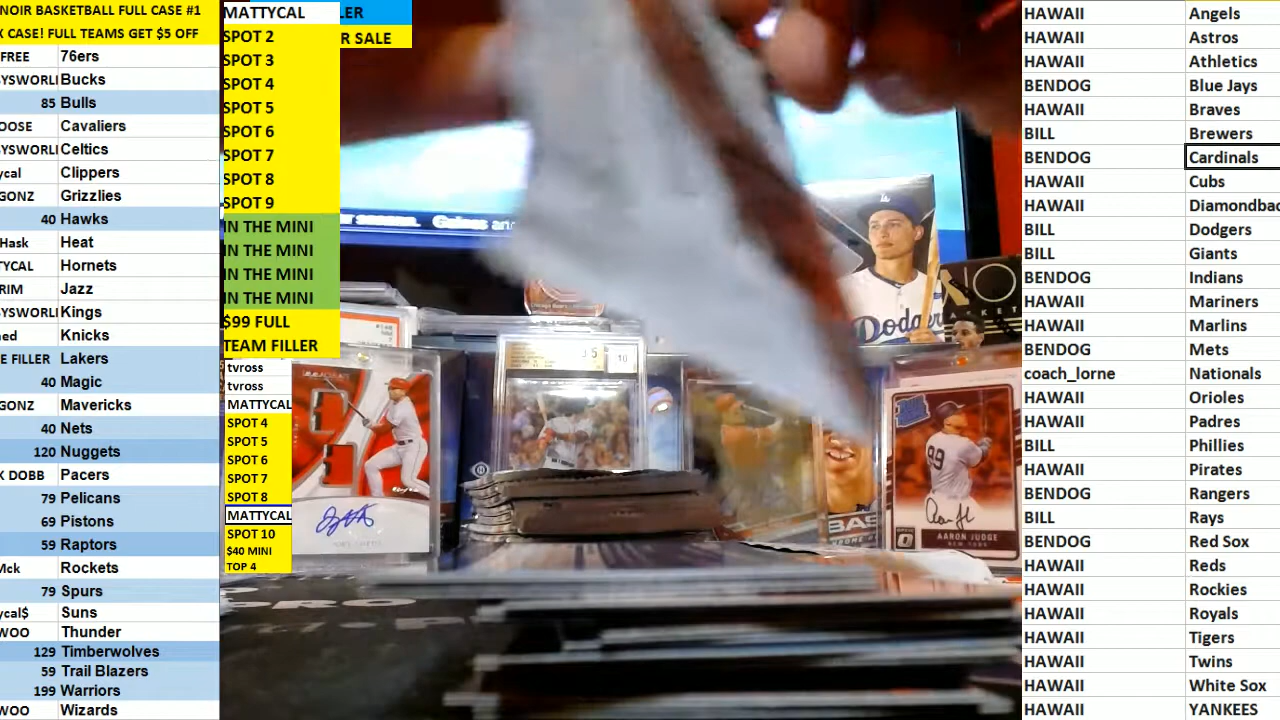 NOIR BASKETBALL FULL CASE #1
CASE! FULL TEAMS GET $5 OFF
FREE 76ers
YSWORL Bucks
85 Bulls
OOSE Cavaliers
YSWORL Celtics
ycal Clippers
GONZ Grizzlies
40 Hawks
Hask Heat
TYCAL Hornets
RIM Jazz
YSWORL Kings
ned Knicks
E FILLER Lakers
40 Magic
GONZ Mavericks
40 Nets
120 Nuggets
K DOBB Pacers
79 Pelicans
69 Pistons
59 Raptors
Mck Rockets
79 Spurs
ycal$ Suns
WOO Thunder
129 Timberwolves
59 Trail Blazers
199 Warriors
WOO Wizards
MATTYCAL LER
SPOT 2 R SALE
SPOT 3
SPOT 4
SPOT 5
SPOT 6
SPOT 7
SPOT 8
SPOT 9
IN THE MINI
IN THE MINI
IN THE MINI
IN THE MINI
$99 FULL
TEAM FILLER
tvross
tvross
MATTYCAL
SPOT 4
SPOT 5
SPOT 6
SPOT 7
SPOT 8
MATTYCAL
SPOT 10
$40 MINI
TOP 4
season.
LA
Dodgers
10
99
AARON JUDGE
NEW YORK
HAWAII Angels
HAWAII Astros
HAWAII Athletics
BENDOG Blue Jays
HAWAII Braves
BILL Brewers
BENDOG Cardinals
HAWAII Cubs
HAWAII Diamondbac
BILL Dodgers
BILL Giants
BENDOG Indians
HAWAII Mariners
HAWAII Marlins
BENDOG Mets
coach_lorne Nationals
HAWAII Orioles
HAWAII Padres
BILL Phillies
HAWAII Pirates
BENDOG Rangers
BILL Rays
BENDOG Red Sox
HAWAII Reds
HAWAII Rockies
HAWAII Royals
HAWAII Tigers
HAWAII Twins
HAWAII White Sox
HAWAII YANKEES